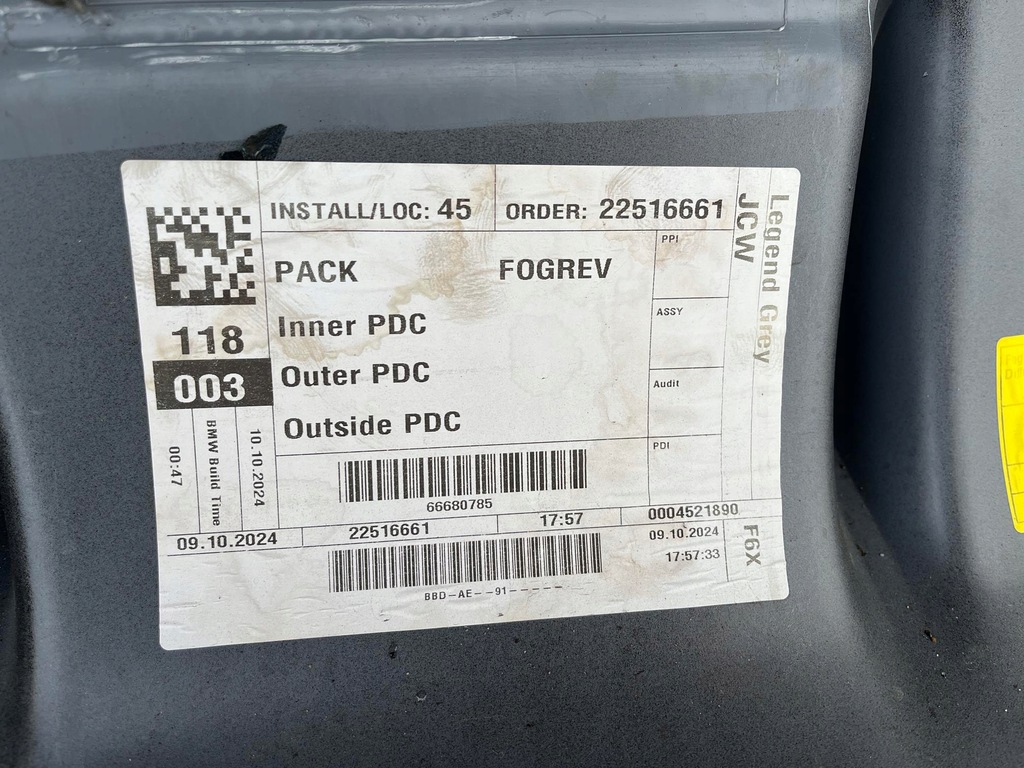 INSTALL/LOC: 45
ORDER: 22516661
PACK FOGREV
Inner PDC
Outer PDC
Outside PDC
118
003
PPI
ASSY
Audit
PDI
JCW
Legend Grey
00:47
BMW Build Time
10.10.2024
66680785
09.10.2024
22516661
17:57
0004521890
BBD-AE--91------
09.10.2024
17:57:33
F6X